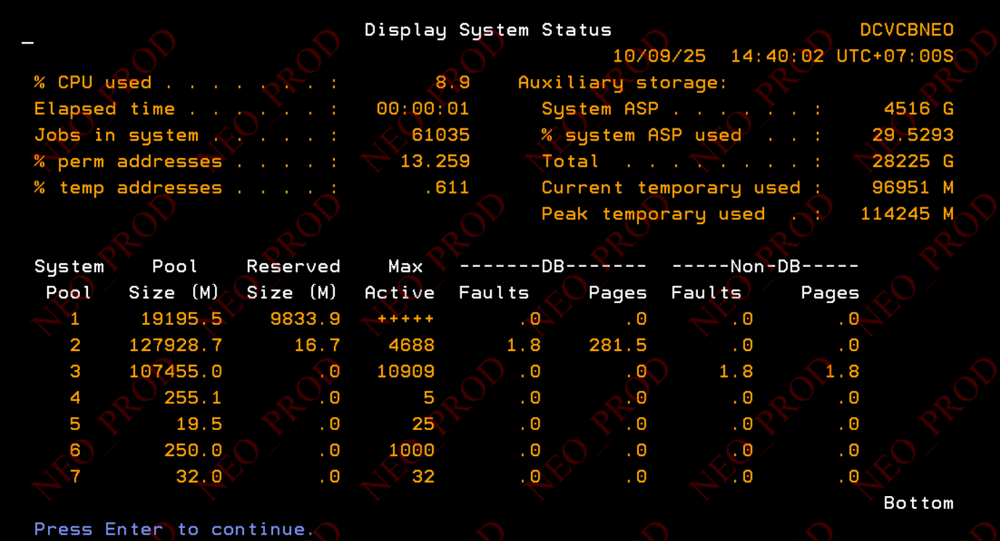 Display System Status DCVCBNEO
_ 10/09/25 14:40:02 UTC+07:00S
% CPU used . . . . . . . : 8.9 Auxiliary storage:
Elapsed time . . . . . . : 00:00:01 System ASP . . . . . . : 4516 G
Jobs in system . . . . . : 61035 % system ASP used . . : 29.5293
% perm addresses . . . . : 13.259 Total . . . . . . . . : 28225 G
% temp addresses . . . . : .611 Current temporary used : 96951 M
Peak temporary used . : 114245 M
System Pool Reserved Max -------DB------- -----Non-DB-----
Pool Size (M) Size (M) Active Faults Pages Faults Pages
1 19195.5 9833.9 +++++ .0 .0 .0 .0
2 127928.7 16.7 4688 1.8 281.5 .0 .0
3 107455.0 .0 10909 .0 .0 1.8 1.8
4 255.1 .0 5 .0 .0 .0 .0
5 19.5 .0 25 .0 .0 .0 .0
6 250.0 .0 1000 .0 .0 .0 .0
7 32.0 .0 32 .0 .0 .0 .0
Bottom
Press Enter to continue.
NEO_PROD